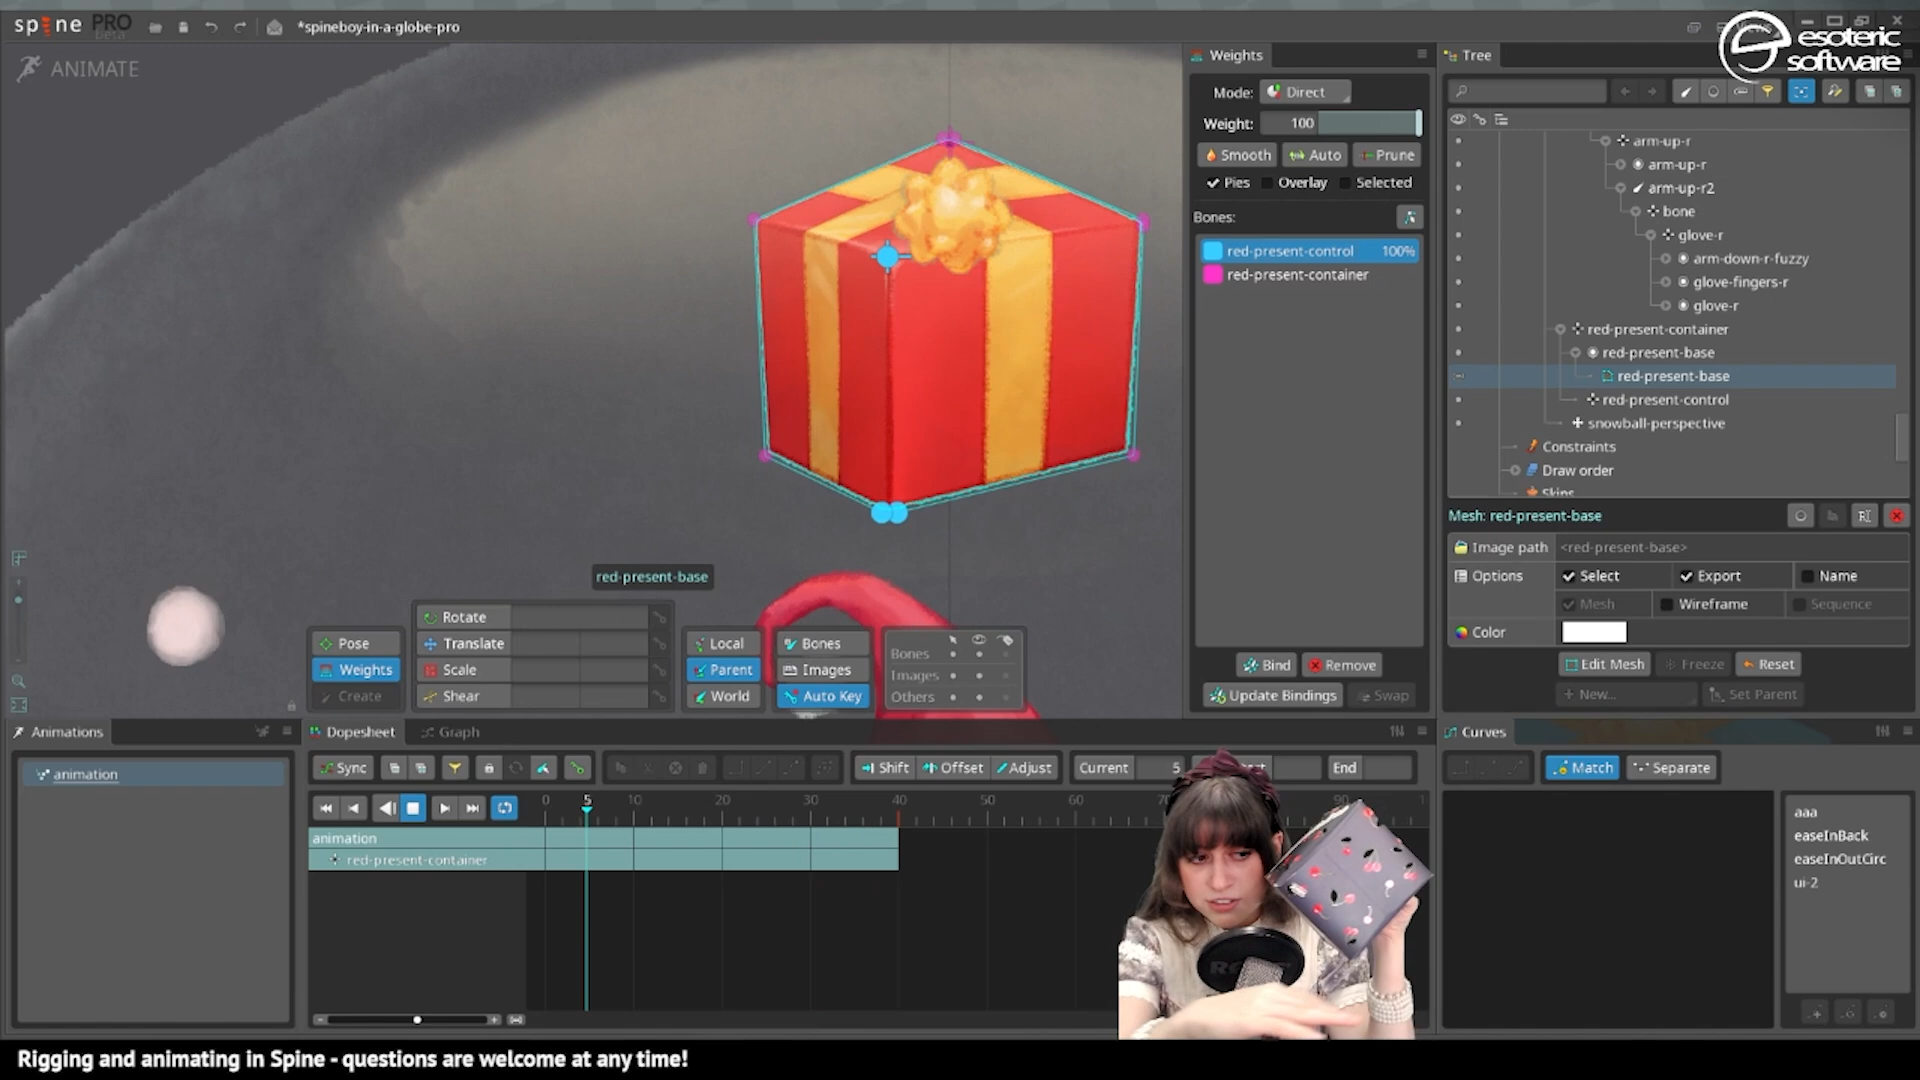 spine PRO
beta
*spineboy-in-a-globe-pro
esoteric
software
ANIMATE
Weights
Mode: Direct
Weight: 100
Smooth Auto Prune
Pies Overlay Selected
Bones:
red-present-control 100%
red-present-container
Bind Remove
Update Bindings Swap
Tree
arm-up-r
arm-up-r
arm-up-r2
bone
glove-r
arm-down-r-fuzzy
glove-fingers-r
glove-r
red-present-container
red-present-base
red-present-base
red-present-control
snowball-perspective
Constraints
Draw order
Skins
Mesh: red-present-base
Image path <red-present-base>
Options Select Export Name
Mesh Wireframe Sequence
Color
Edit Mesh Freeze Reset
+ New... Set Parent
red-present-base
Pose
Weights
Create
Rotate
Translate
Scale
Shear
Local
Parent
World
Bones
Images
Auto Key
Bones
Images
Others
Animations
animation
Dopesheet Graph
Sync Shift Offset Adjust Current 5 End
0 5 10 20 30 40 50 60
animation
red-present-container
Curves
Match Separate
aaa
easeInBack
easeInOutCirc
ui-2
Rigging and animating in Spine - questions are welcome at any time!